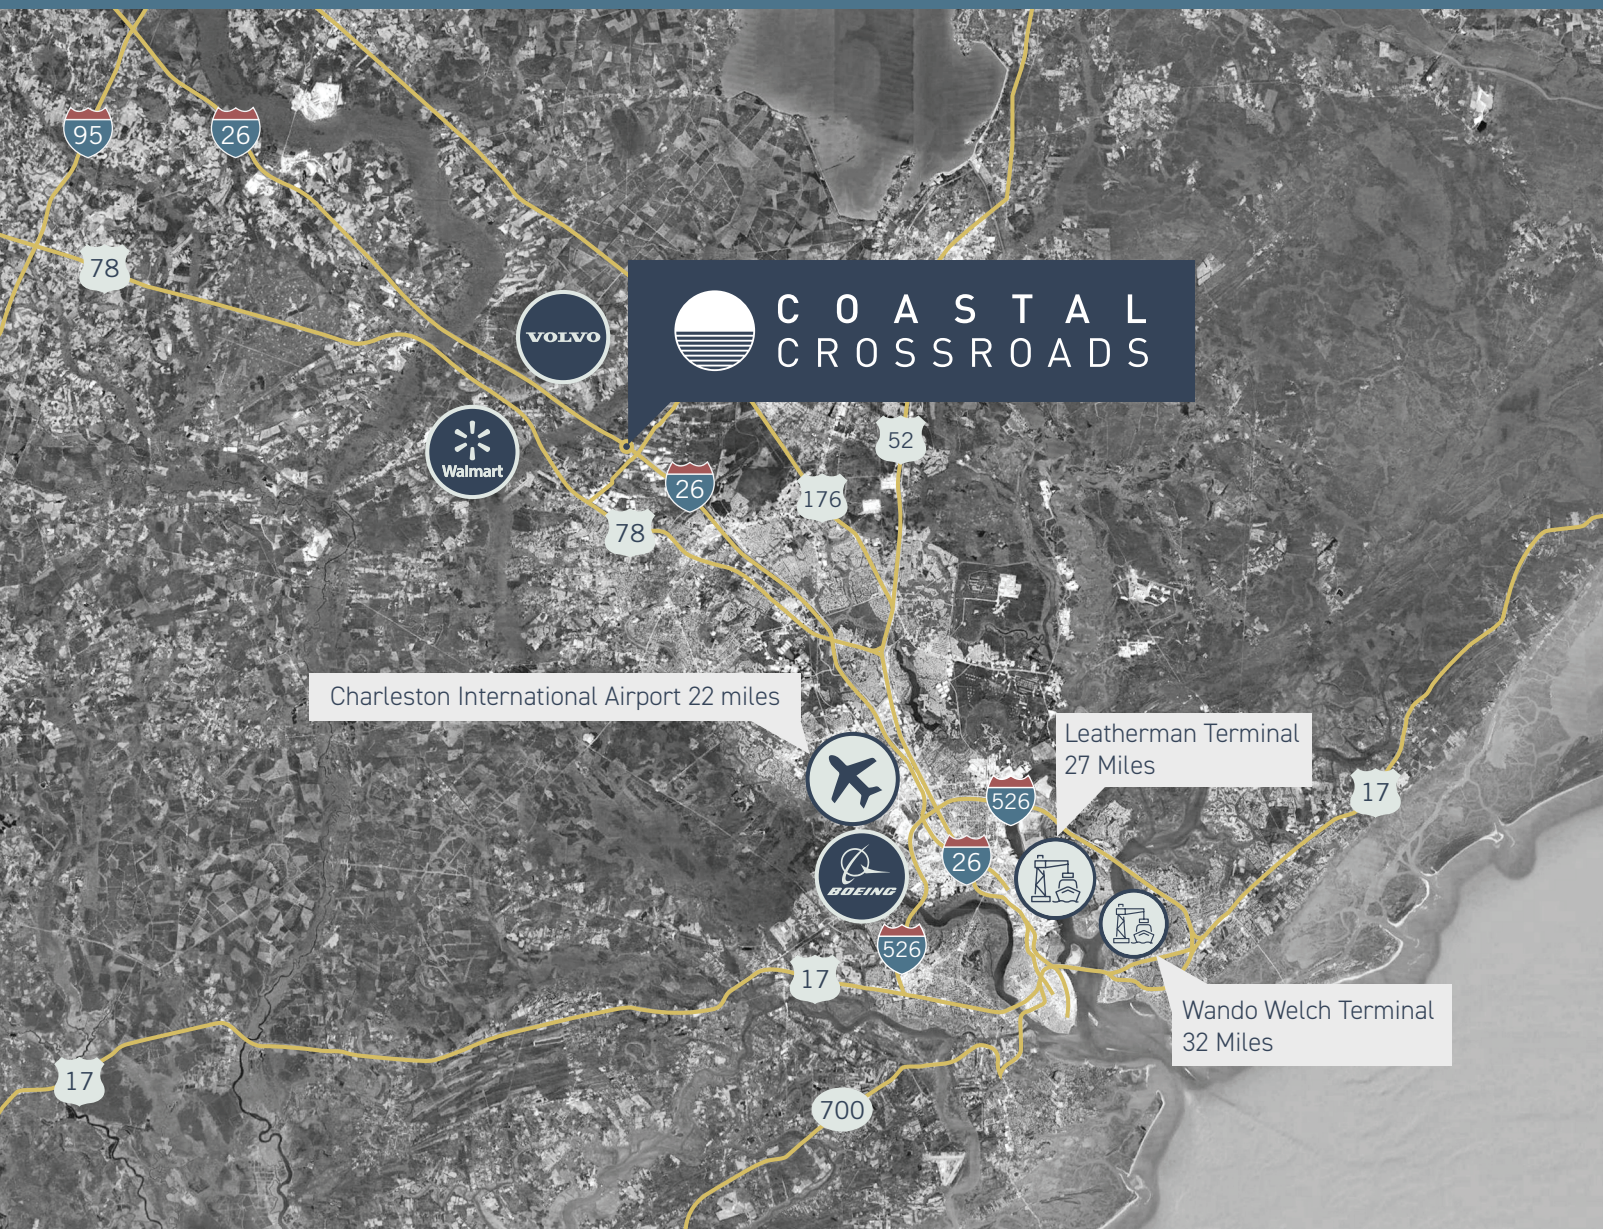 95
26
78
VOLVO
COASTAL
CROSSROADS
Walmart
52
26
176
78
Charleston International Airport 22 miles
Leatherman Terminal
27 Miles
17
526
26
BOEING
526
17
Wando Welch Terminal
32 Miles
17
700